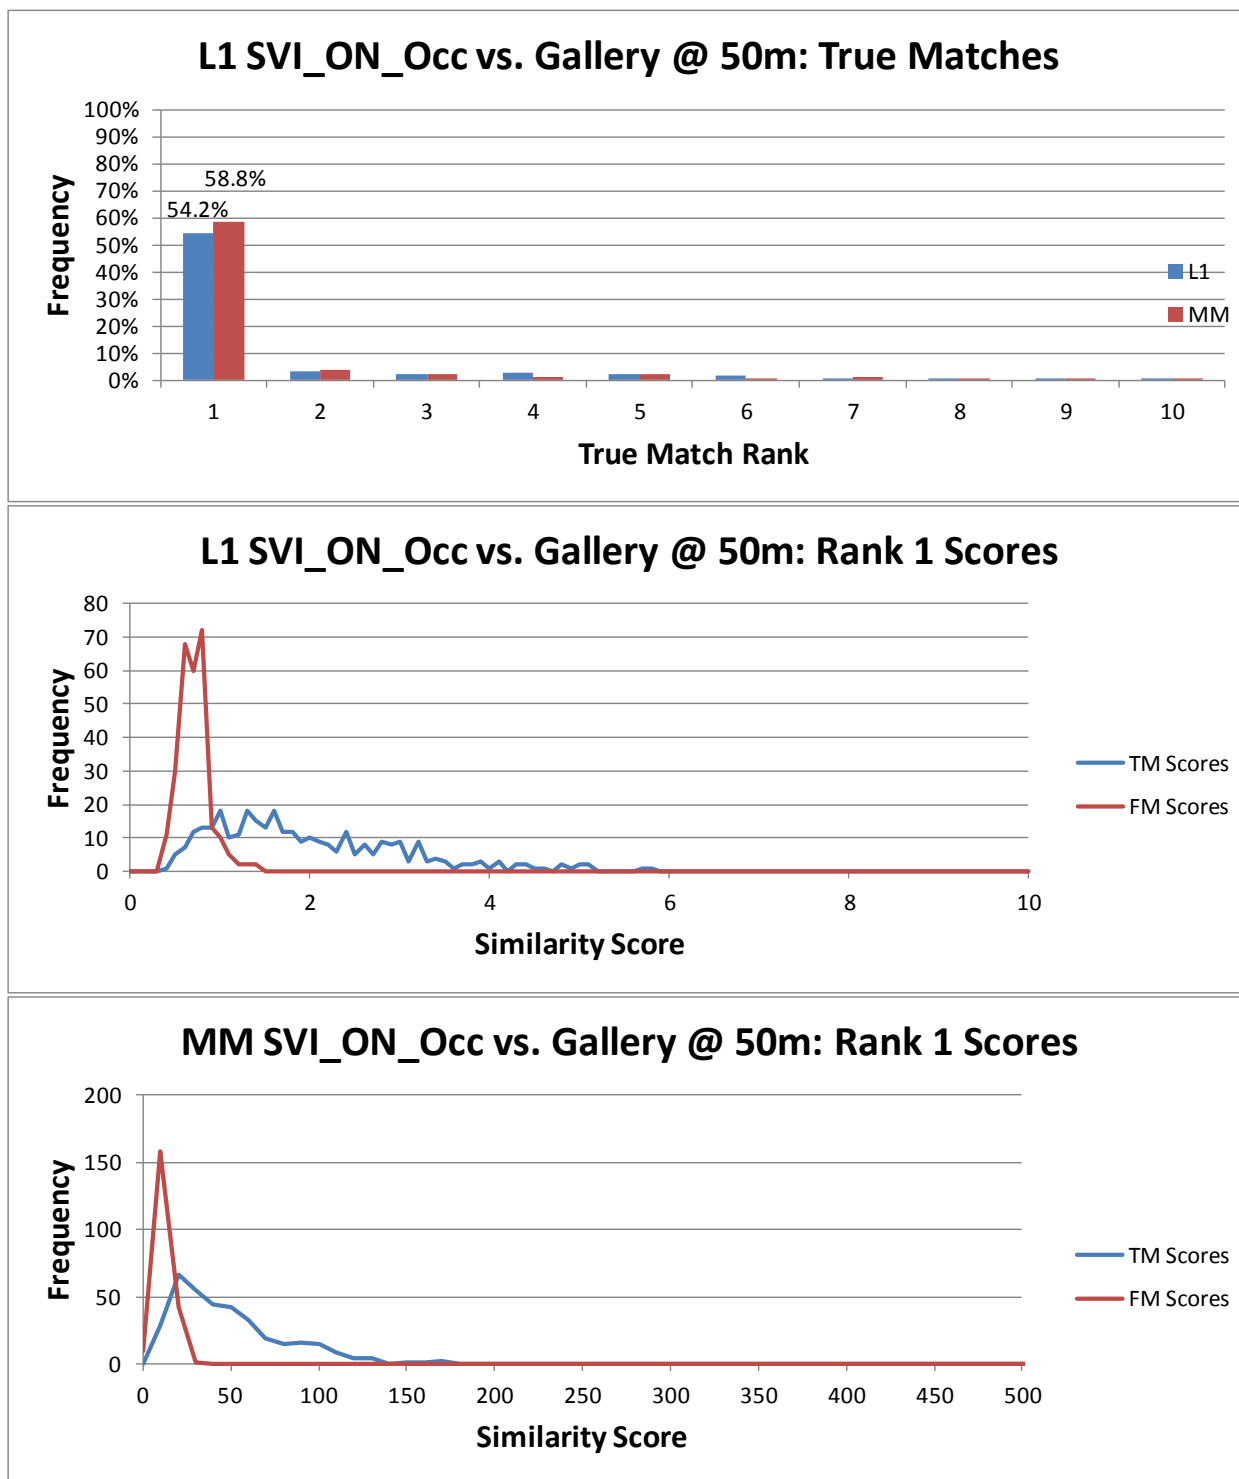 L1 SVI_ON_Occ vs. Gallery @ 50m: True Matches
100%
90%
80%
70%
60%
50%
40%
30%
20%
10%
0%
Frequency
58.8%
54.2%
L1
MM
1 2 3 4 5 6 7 8 9 10
True Match Rank
L1 SVI_ON_Occ vs. Gallery @ 50m: Rank 1 Scores
80
70
60
50
40
30
20
10
0
Frequency
TM Scores
FM Scores
0 2 4 6 8 10
Similarity Score
MM SVI_ON_Occ vs. Gallery @ 50m: Rank 1 Scores
200
150
100
50
0
Frequency
TM Scores
FM Scores
0 50 100 150 200 250 300 350 400 450 500
Similarity Score